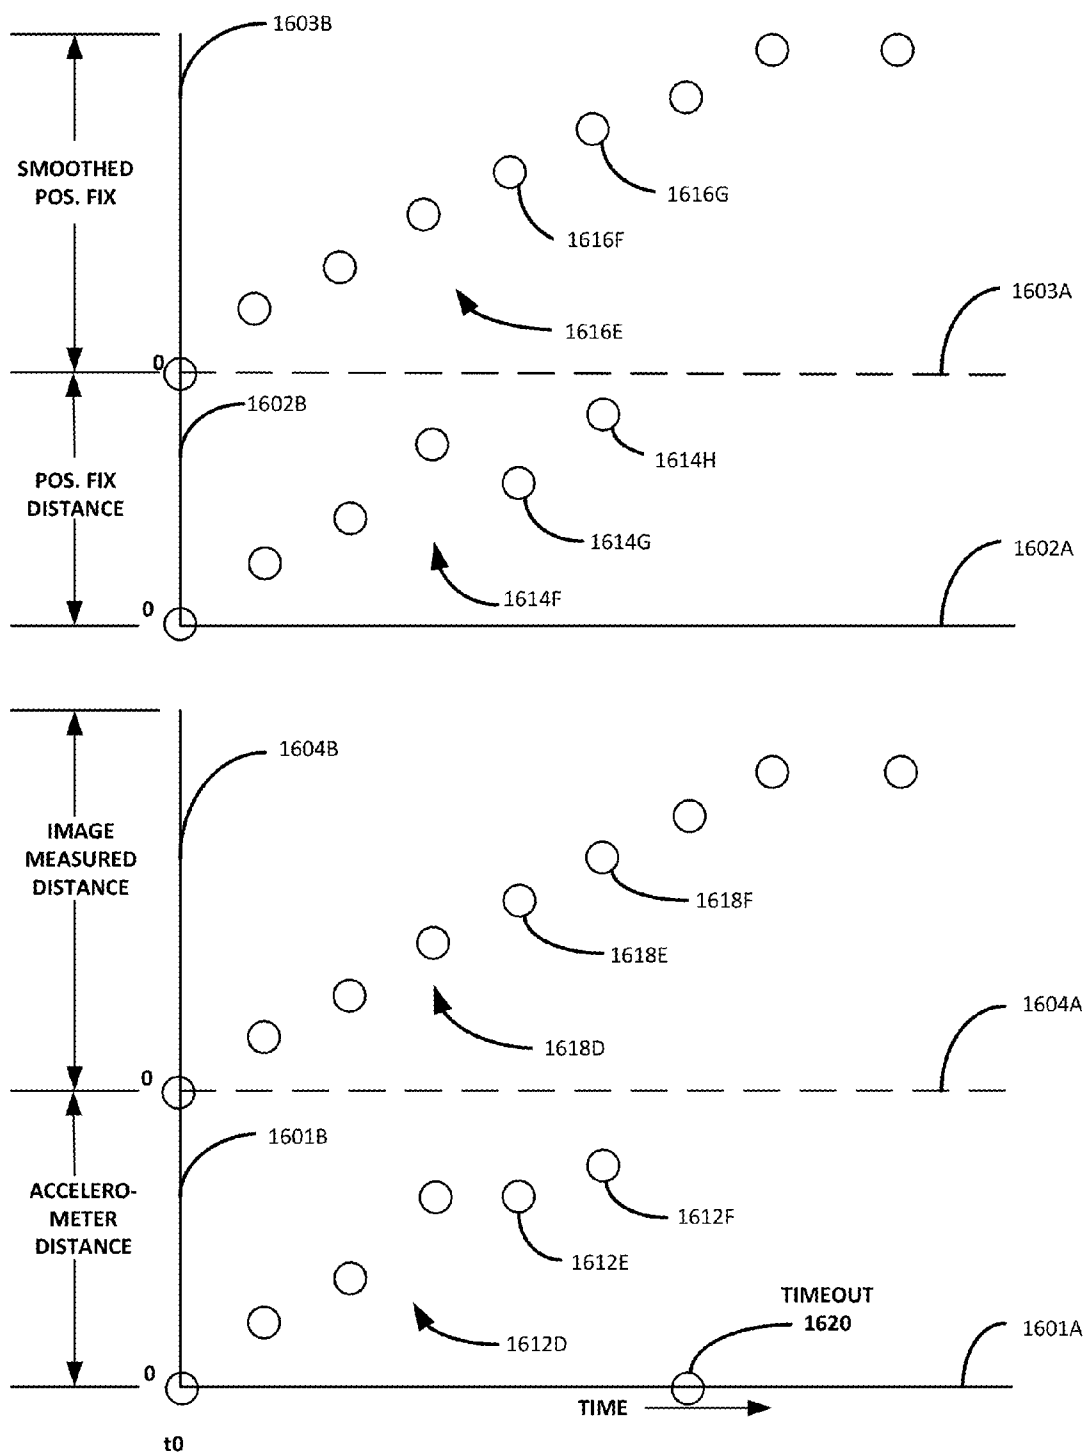 1603B
SMOOTHED
POS. FIX
1616G
1616F
1603A
1616E
0
1602B
1614H
POS. FIX
DISTANCE
1614G
1602A
1614F
0
1604B
IMAGE
MEASURED
DISTANCE
1618F
1618E
1604A
1618D
0
1601B
ACCELERO-
METER
DISTANCE
1612F
1612E
TIMEOUT
1620
1601A
1612D
0
TIME
t0